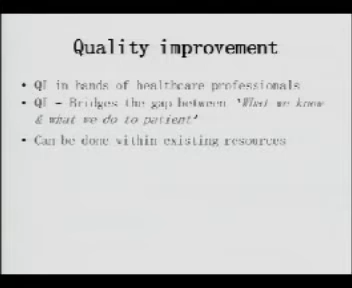 Quality improvement
• QI in hands of healthcare professionals
• QI - Bridges the gap between 'What we know
& what we do to patient'
• Can be done within existing resources